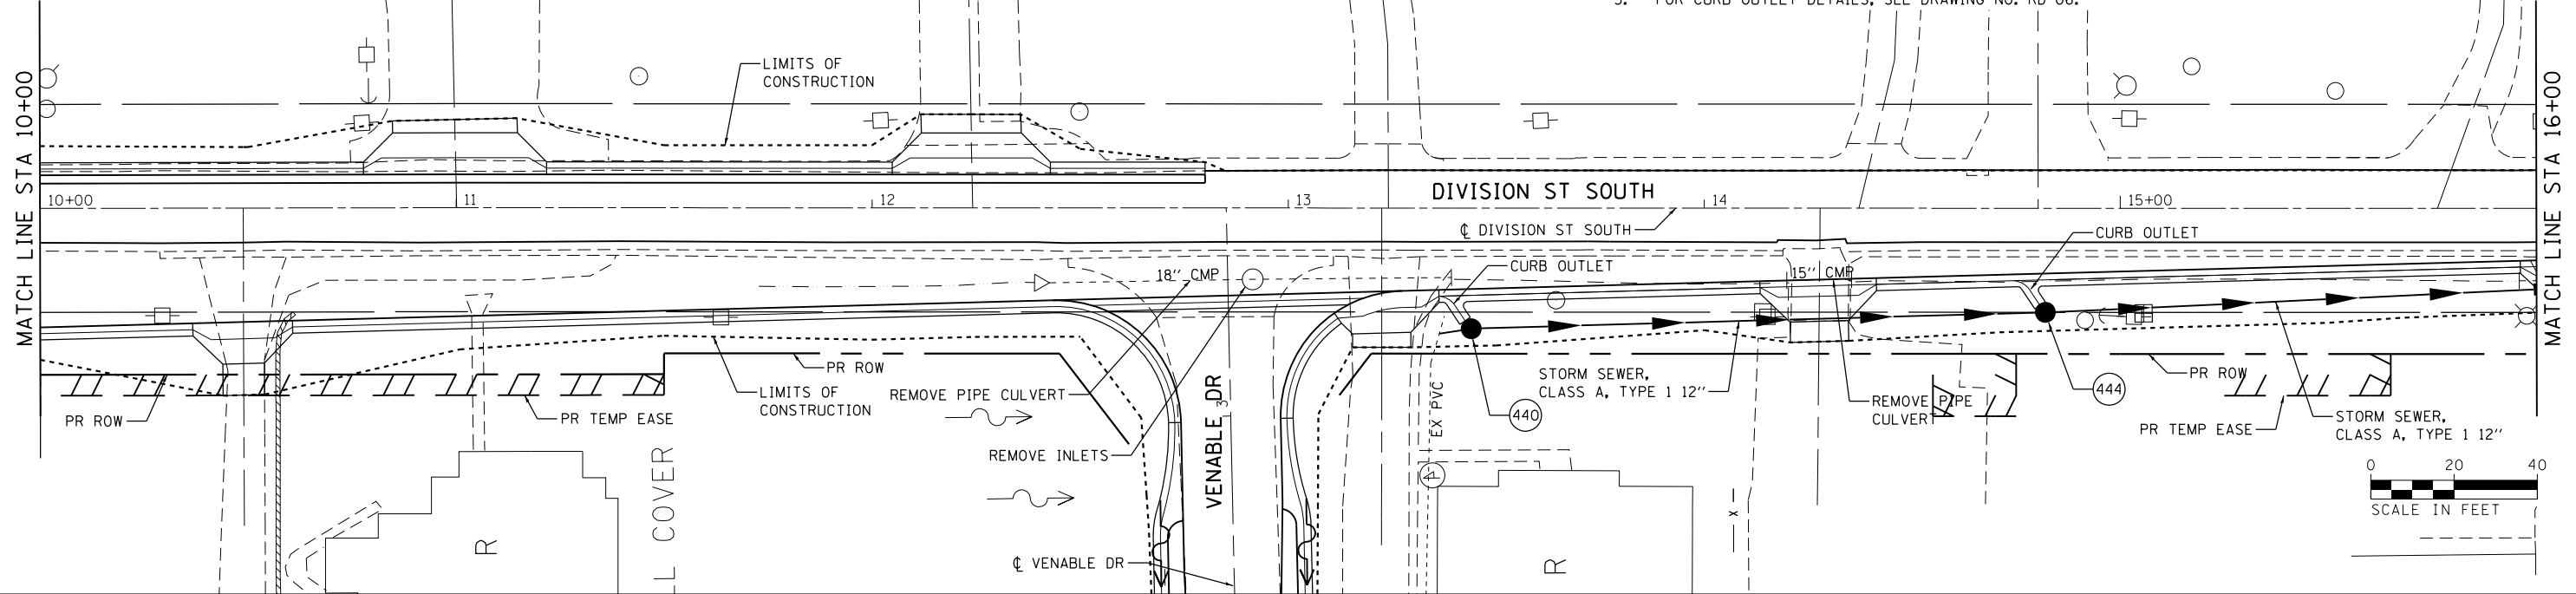 3. FOR CURB OUTLET DETAILS, SEE DRAWING NO. RD-06.
MATCH LINE STA 10+00
LIMITS OF
CONSTRUCTION
MATCH LINE STA 16+00
10+00
11
12
13
DIVISION ST SOUTH
14
15+00
℄ DIVISION ST SOUTH
CURB OUTLET
18" CMP
CURB OUTLET
15" CMP
PR ROW
LIMITS OF
CONSTRUCTION
REMOVE PIPE CULVERT
PR ROW
PR TEMP EASE
REMOVE INLETS
VENABLE DR
3
EX PVC
440
STORM SEWER,
CLASS A, TYPE 1 12"
REMOVE PIPE
CULVERT
444
PR ROW
PR TEMP EASE
STORM SEWER,
CLASS A, TYPE 1 12"
L COVER
R
℄ VENABLE DR
R
X
0 20 40
SCALE IN FEET